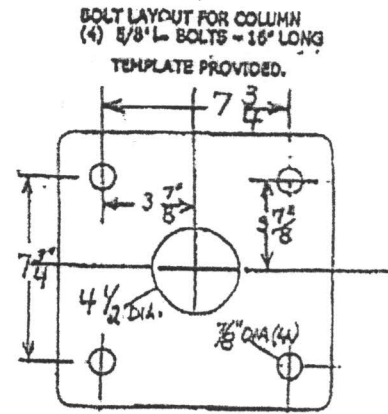 BOLT LAYOUT FOR COLUMN
(4) 5/8" L BOLTS - 16" LONG
TEMPLATE PROVIDED.
7 3/4
3 7/8"
3 7/8"
7 3/4"
4 1/2 DIA.
7/8" DIA (4)